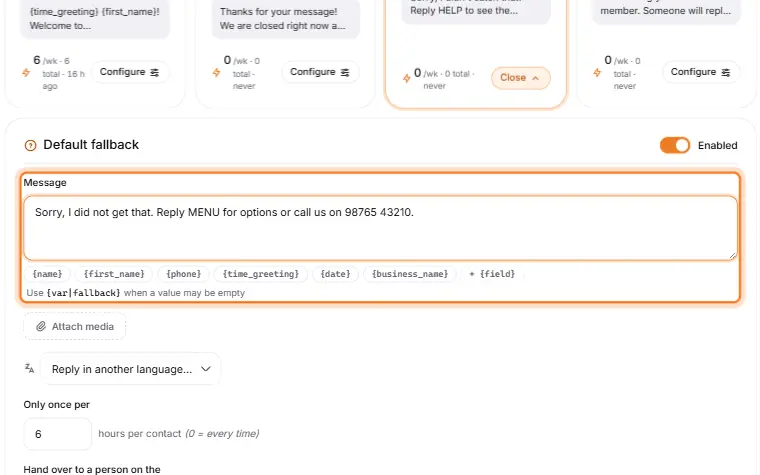 {time_greeting} {first_name}!
Welcome to...
6 /wk · 6 total · 16 h ago
Configure
Thanks for your message!
We are closed right now a...
0 /wk · 0 total · never
Configure
Reply HELP to see the...
0 /wk · 0 total · never
Close
member. Someone will repl...
0 /wk · 0 total · never
Configure
Default fallback
Enabled
Message
Sorry, I did not get that. Reply MENU for options or call us on 98765 43210.
{name} {first_name} {phone} {time_greeting} {date} {business_name} + {field}
Use {var|fallback} when a value may be empty
Attach media
Reply in another language...
Only once per
6 hours per contact (0 = every time)
Hand over to a person on the